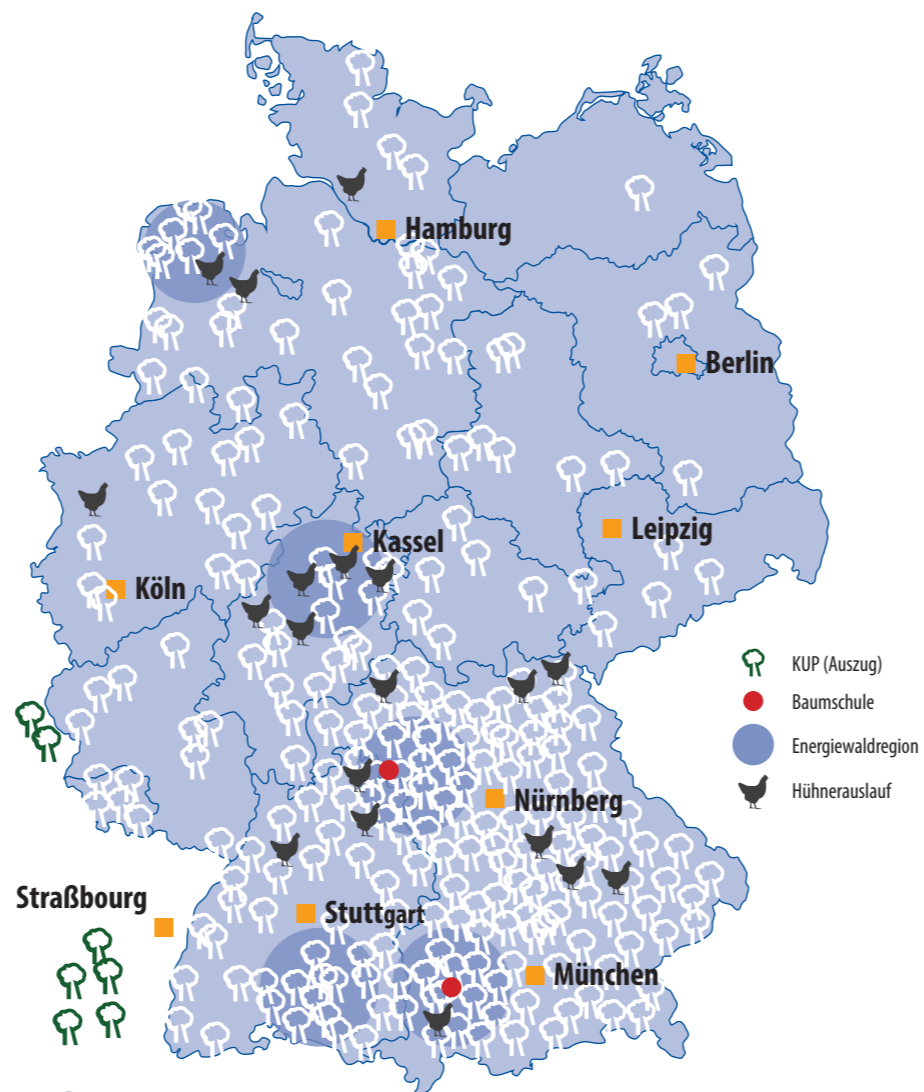 Hamburg
Berlin
Kassel
Leipzig
Köln
KUP (Auszug)
Baumschule
Energiewaldregion
Hühnerauslauf
Nürnberg
Straßbourg
Stuttgart
München